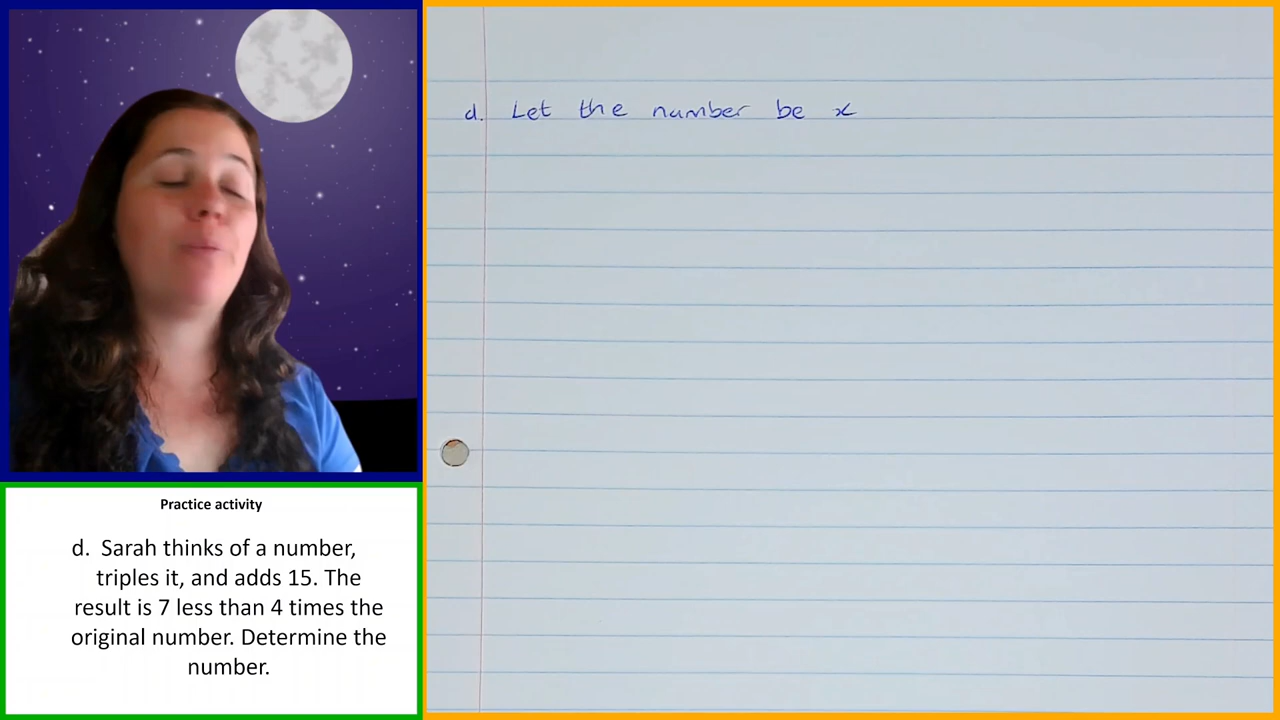 d. Let the number be x
Practice activity
d. Sarah thinks of a number,
triples it, and adds 15. The
result is 7 less than 4 times the
original number. Determine the
number.